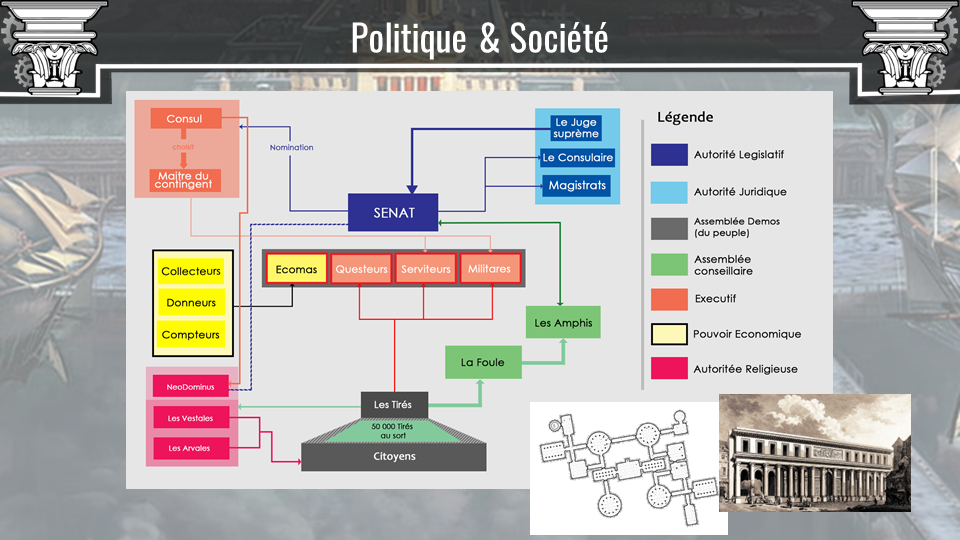 Politique & Société
Consul
choisit
Maitre du
contingent
Nomination
SENAT
Le Juge
suprème
Le Consulaire
Magistrats
Ecomas
Questeurs
Serviteurs
Militares
Collecteurs
Donneurs
Compteurs
NeoDominus
Les Vestales
Les Arvales
Les Amphis
La Foule
Les Tirés
50 000 Tirés
au sort
Citoyens
Légende
Autorité Legislatif
Autorité Juridique
Assemblée Demos
(du peuple)
Assemblée
conseillaire
Executif
Pouvoir Economique
Autoritée Religieuse